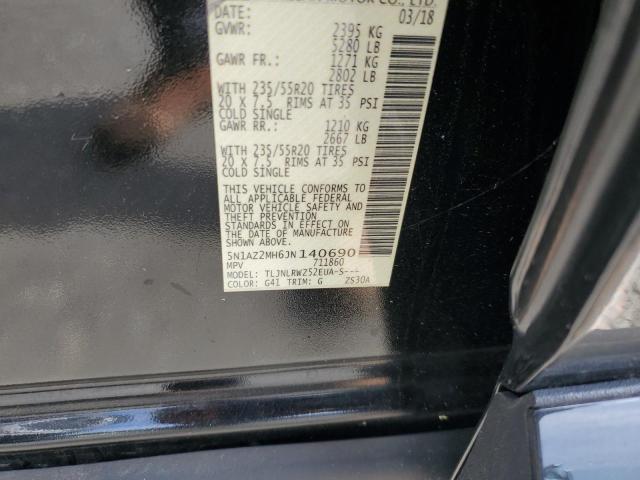 MOTOR CO., LTD.
DATE: 03/18
GVWR: 2395 KG
5280 LB
GAWR FR.: 1271 KG
2802 LB
WITH 235/55R20 TIRES
20 X 7.5 RIMS AT 35 PSI
COLD SINGLE
GAWR RR.: 1210 KG
2667 LB
WITH 235/55R20 TIRES
20 X 7.5 RIMS AT 35 PSI
COLD SINGLE
THIS VEHICLE CONFORMS TO
ALL APPLICABLE FEDERAL
MOTOR VEHICLE SAFETY AND
THEFT PREVENTION
STANDARDS IN EFFECT ON
THE DATE OF MANUFACTURE
SHOWN ABOVE.
5N1AZ2MH6JN140690
MPV 711860
TLJNLRWZ52EUA-S---
COLOR: G41 TRIM: G ZS30A